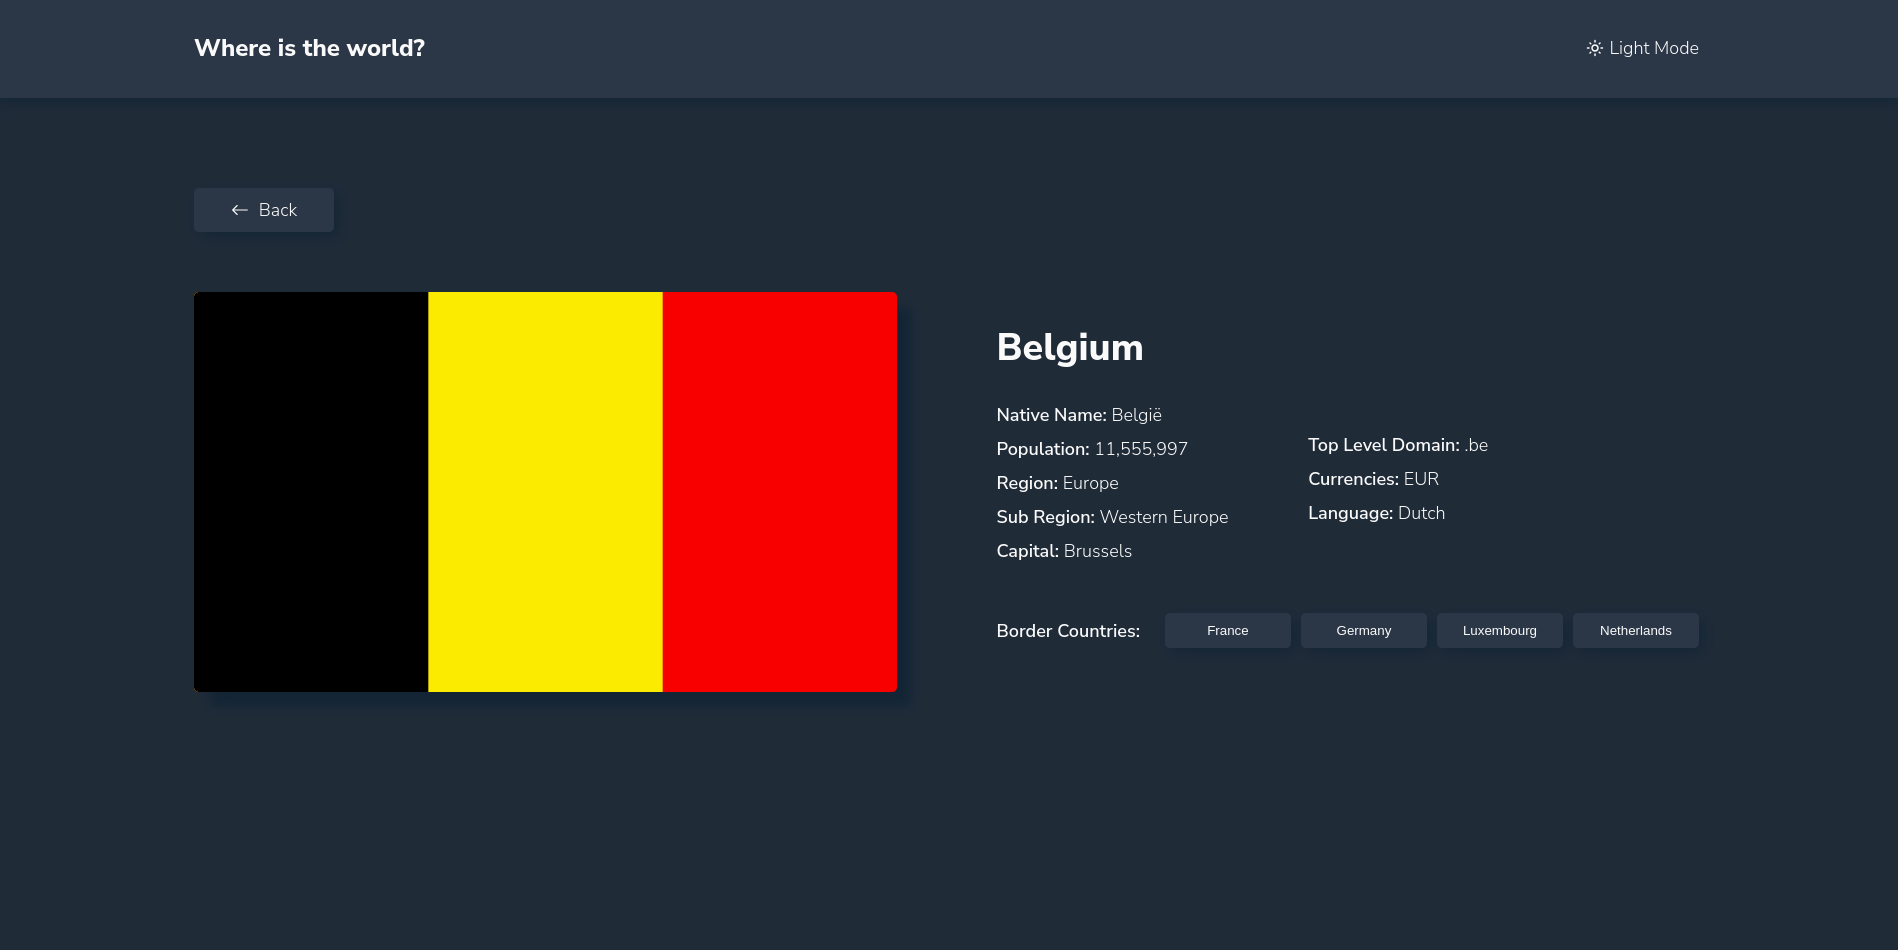 Where is the world?
Light Mode
Back
Belgium
Native Name: België
Population: 11,555,997
Region: Europe
Sub Region: Western Europe
Capital: Brussels
Top Level Domain: .be
Currencies: EUR
Language: Dutch
Border Countries: France Germany Luxembourg Netherlands